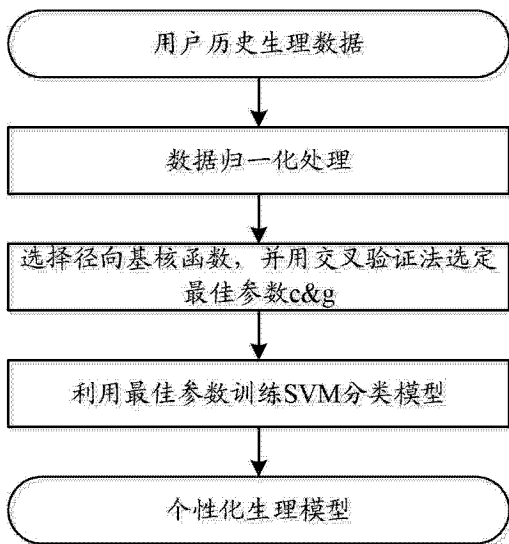 用户历史生理数据
数据归一化处理
选择径向基核函数，并用交叉验证法选定
最佳参数c&g
利用最佳参数训练SVM分类模型
个性化生理模型